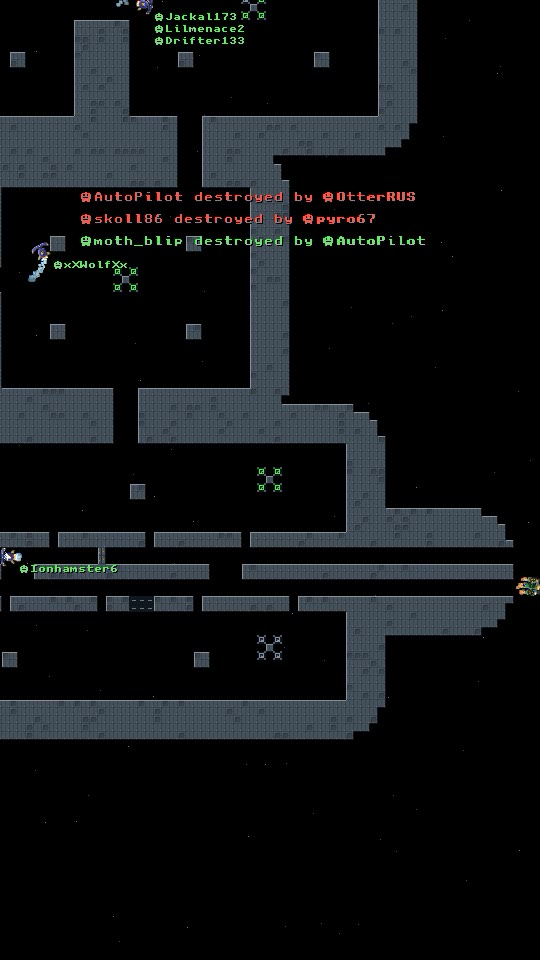 Jackal173
Lilmenace2
Drifter133
AutoPilot destroyed by OtterRUS
skoll86 destroyed by pyro67
moth_blip destroyed by AutoPilot
xXWolfXx
Ionhamster6